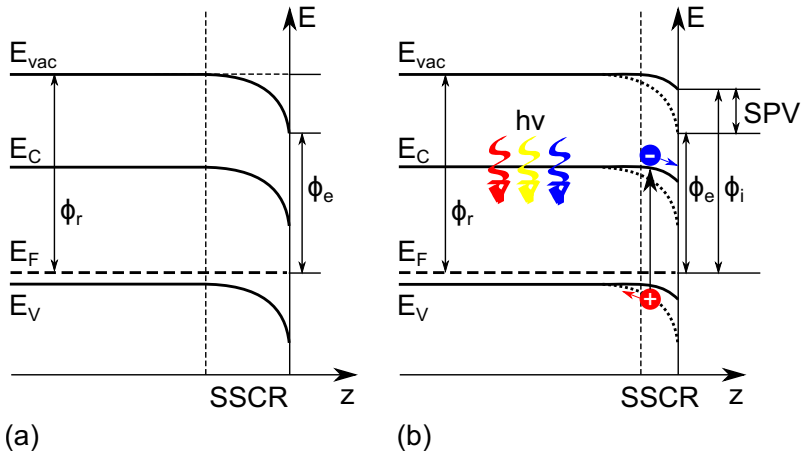 E
E_vac
E_C
ϕ_r
ϕ_e
E_F
E_V
SSCR
z
(a)
E
E_vac
SPV
hν
E_C
-
ϕ_r
ϕ_e
ϕ_i
E_F
+
E_V
SSCR
z
(b)